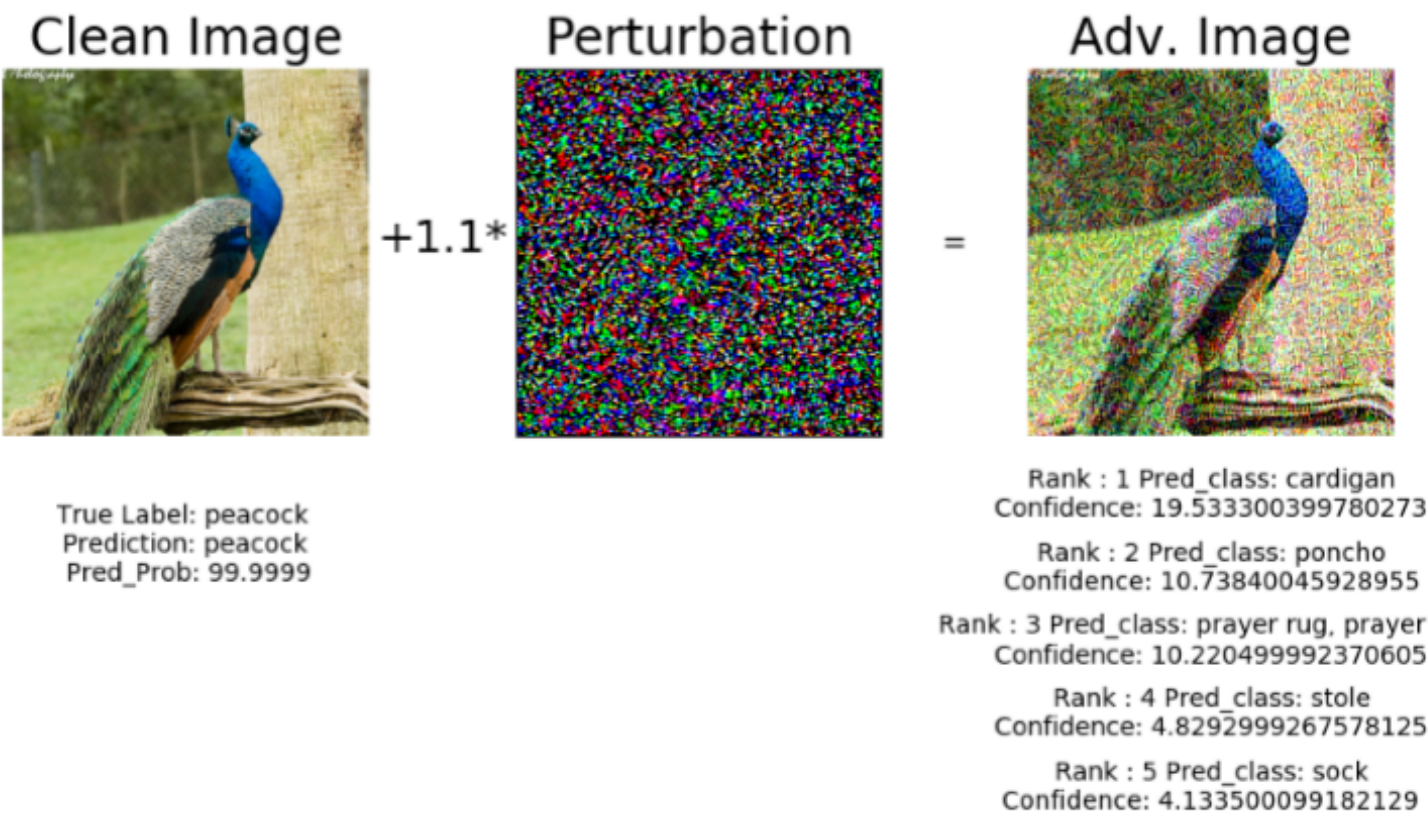 Clean Image
Perturbation
Adv. Image
Photography
+1.1*
=
True Label: peacock
Prediction: peacock
Pred_Prob: 99.9999
Rank : 1 Pred_class: cardigan
Confidence: 19.533300399780273
Rank : 2 Pred_class: poncho
Confidence: 10.73840045928955
Rank : 3 Pred_class: prayer rug, prayer
Confidence: 10.220499992370605
Rank : 4 Pred_class: stole
Confidence: 4.8292999267578125
Rank : 5 Pred_class: sock
Confidence: 4.133500099182129